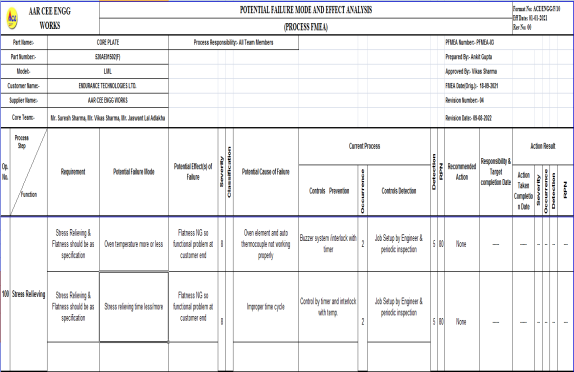 AAR CEE ENGG
WORKS
POTENTIAL FAILURE MODE AND EFFECT ANALYSIS
(PROCESS FMEA)
Format No: ACE/ENGG/F/10
Eff Date: 01-01-2021
Rev No: 00
Part Name:- CORE PLATE Process Responsibility:- All Team Members PFMEA Number:- PFMEA-03
Part Number:- 520AEM502(F) Prepared By:- Ankit Gupta
Model:- LML Approved By:- Vikas Sharma
Customer Name:- ENDURANCE TECHNOLOGIES LTD. FMEA Date(Orig.):- 16-09-2021
Supplier Name:- AAR CEE ENGG WORKS Revision Number:- 04
Core Team:- Mr. Suresh Sharma, Mr. Vikas Sharma, Mr. Jaswant Lal Adlakha Revision Date:- 09-08-2022
Op. No.
Process Step
Function
Requirement
Potential Failure Mode
Potential Effect(s) of Failure
Severity
Classification
Potential Cause of Failure
Current Process
Controls Prevention
Occurrence
Controls Detection
Detection
RPN
Recommended Action
Responsibility & Target completion Date
Action Result
Action Taken Completion Date
Severity
Occurrence
Detection
RPN
100 Stress Relieving
Stress Relieving & Flatness should be as specification
Oven temperature more or less
Flatness NG so functional problem at customer end
8
Oven element and auto thermocouple not working properly
Buzzer system /interlock with timer
2
Job Setup by Engineer & periodic inspection
5 80 None ---- ---- -- -- -- --
Stress Relieving & Flatness should be as specification
Stress relieving time less/more
Flatness NG so functional problem at customer end
8
Improper time cycle
Control by timer and interlock with temp.
2
Job Setup by Engineer & periodic inspection
5 80 None ---- ---- -- -- -- --